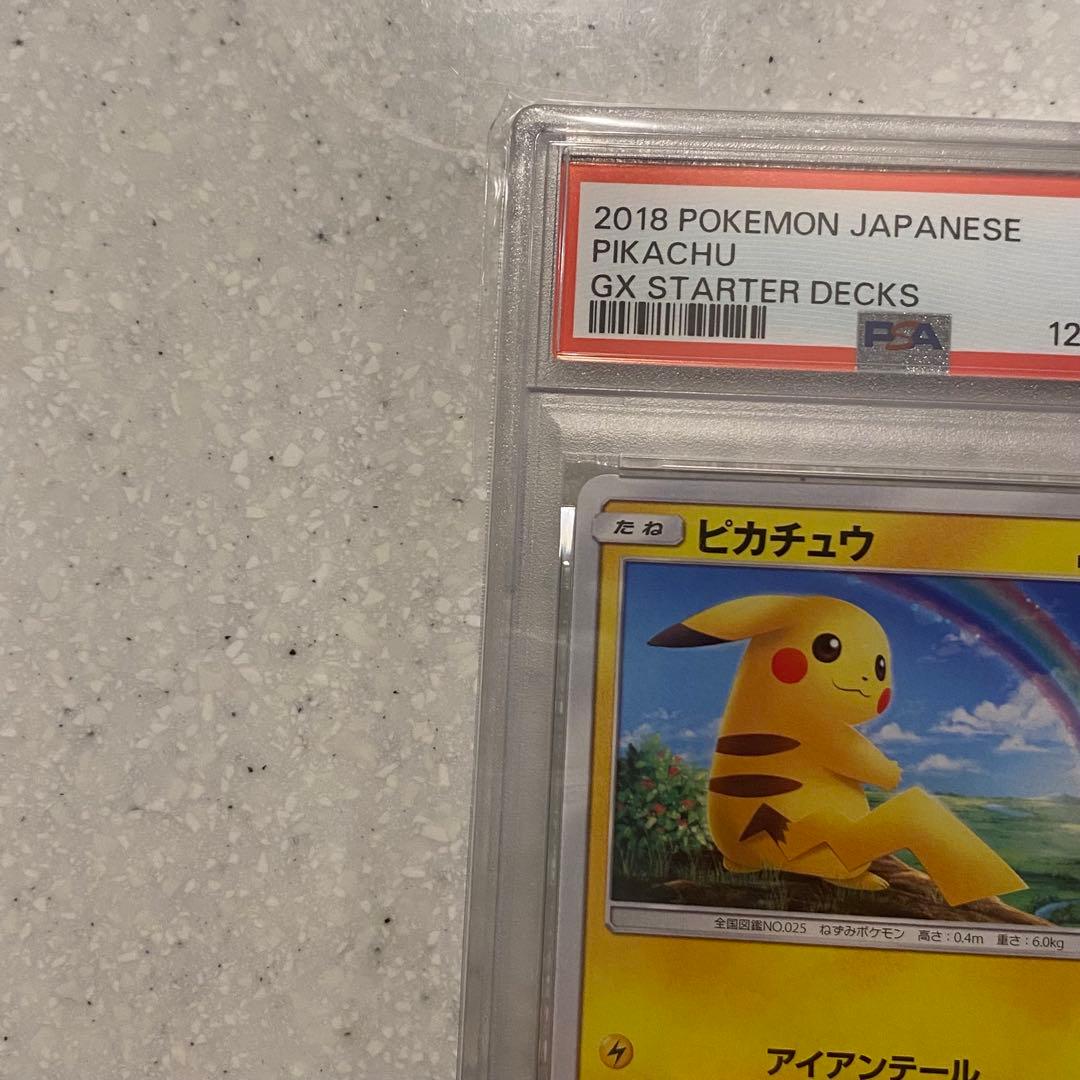 2018 POKEMON JAPANESE
PIKACHU
GX STARTER DECKS
PSA
12
たね ピカチュウ
全国図鑑NO.025 ねずみポケモン 高さ:0.4m 重さ:6.0kg
アイアンテール